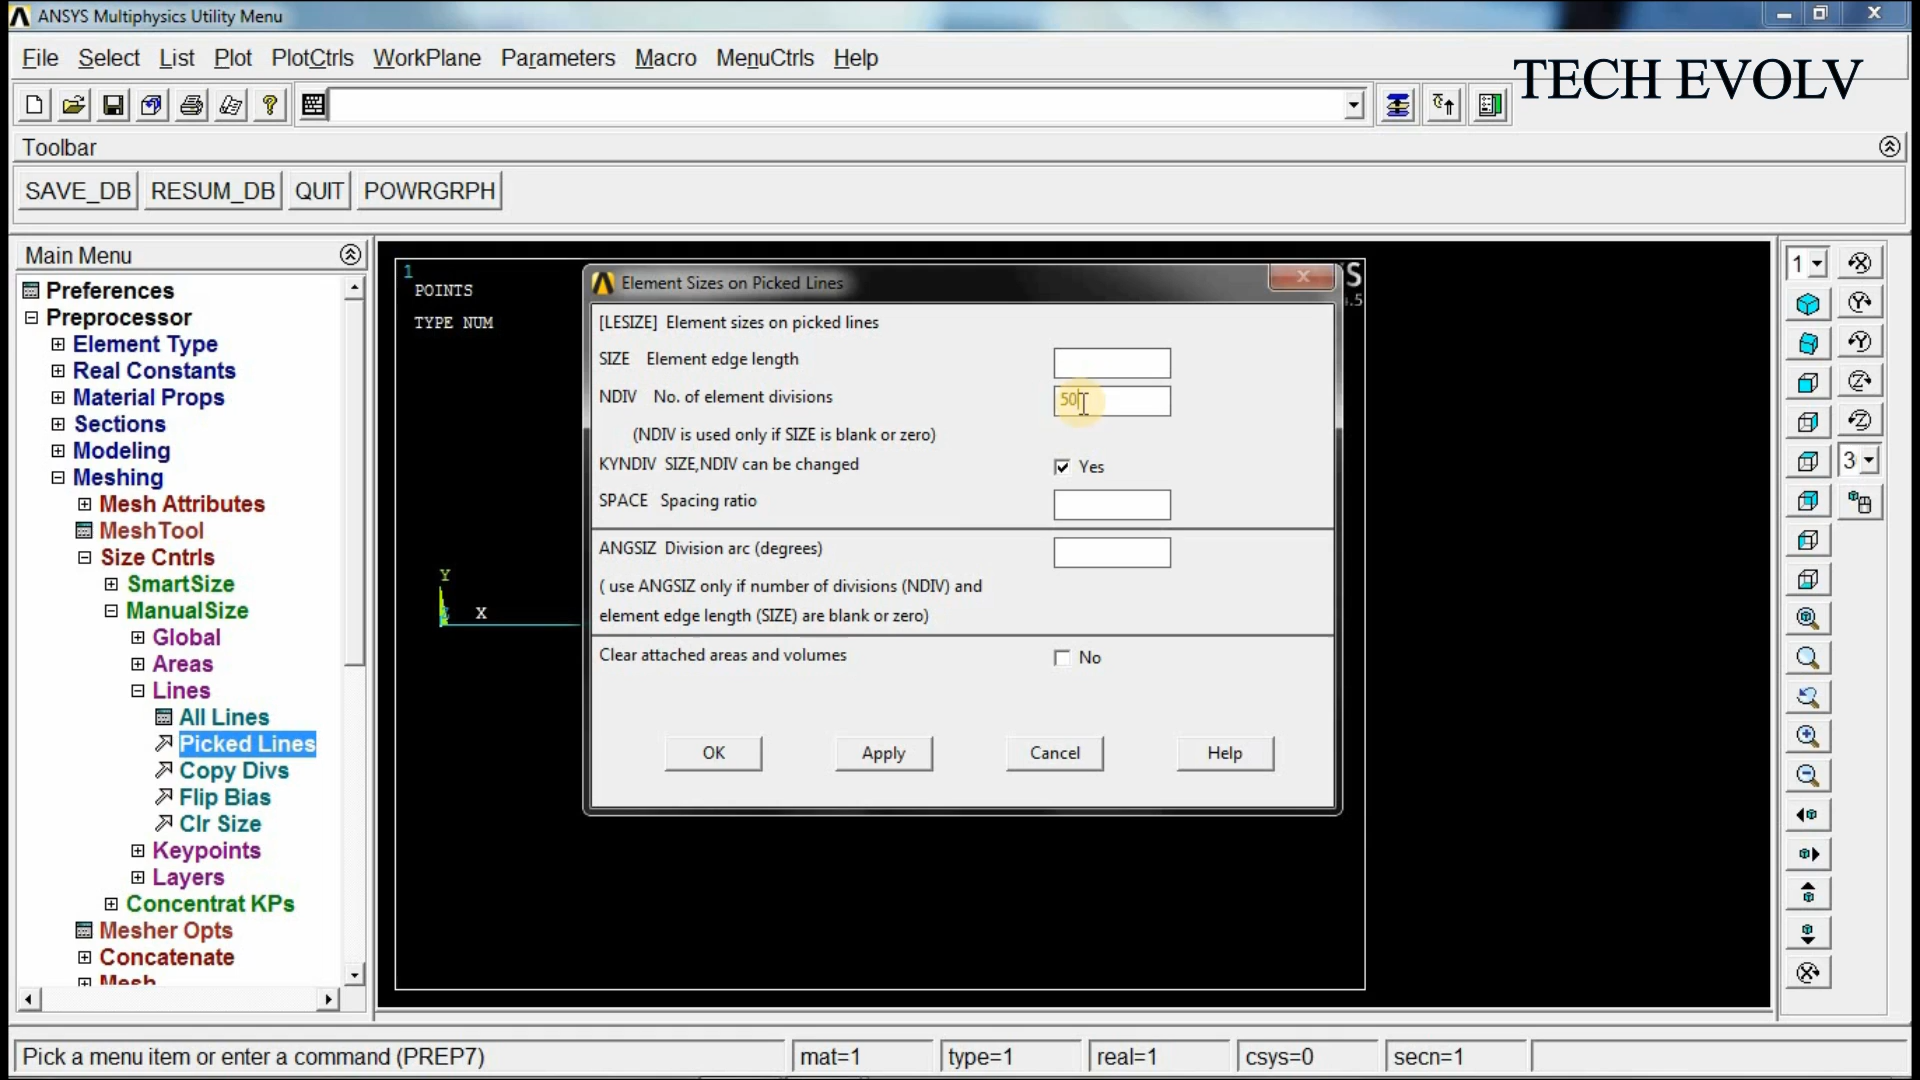 ANSYS Multiphysics Utility Menu
File Select List Plot PlotCtrls WorkPlane Parameters Macro MenuCtrls Help
TECH EVOLV
Toolbar
SAVE_DB RESUM_DB QUIT POWRGRPH
Main Menu
Preferences
Preprocessor
Element Type
Real Constants
Material Props
Sections
Modeling
Meshing
Mesh Attributes
MeshTool
Size Cntrls
SmartSize
ManualSize
Global
Areas
Lines
All Lines
Picked Lines
Copy Divs
Flip Bias
Clr Size
Keypoints
Layers
Concentrat KPs
Mesher Opts
Concatenate
Mesh
1
POINTS
TYPE NUM
Y
X
S
.5
Element Sizes on Picked Lines
[LESIZE] Element sizes on picked lines
SIZE Element edge length
NDIV No. of element divisions 50
(NDIV is used only if SIZE is blank or zero)
KYNDIV SIZE,NDIV can be changed Yes
SPACE Spacing ratio
ANGSIZ Division arc (degrees)
( use ANGSIZ only if number of divisions (NDIV) and
element edge length (SIZE) are blank or zero)
Clear attached areas and volumes No
OK Apply Cancel Help
1
3
Pick a menu item or enter a command (PREP7) mat=1 type=1 real=1 csys=0 secn=1